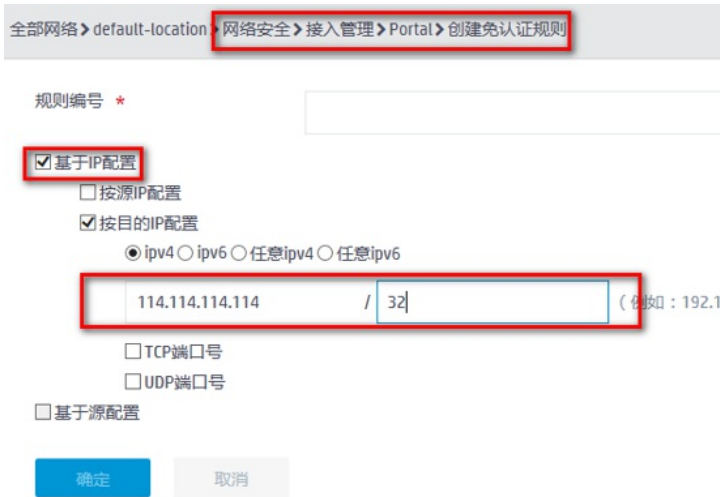 全部网络>default-location>网络安全>接入管理>Portal>创建免认证规则
规则编号 *
基于IP配置
按源IP配置
按目的IP配置
ipv4 ipv6 任意ipv4 任意ipv6
114.114.114.114 / 32 (例如：192.1
TCP端口号
UDP端口号
基于源配置
确定 取消